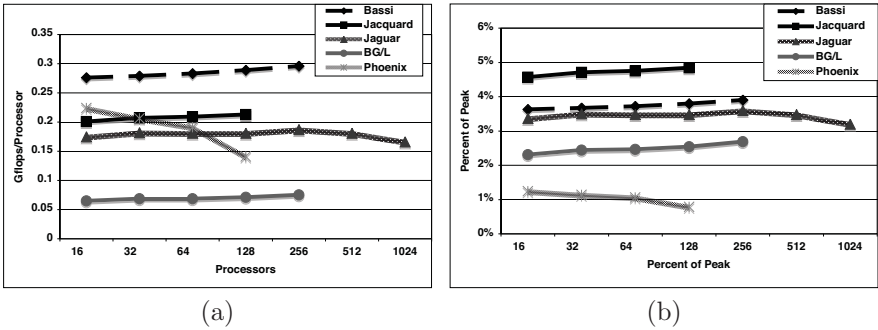 Bassi
Jacquard
Jaguar
BG/L
Phoenix
0.35
0.3
0.25
0.2
0.15
0.1
0.05
0
Gflops/Processor
16 32 64 128 256 512 1024
Processors
(a)
Bassi
Jacquard
Jaguar
BG/L
Phoenix
6%
5%
4%
3%
2%
1%
0%
Percent of Peak
16 32 64 128 256 512 1024
Percent of Peak
(b)